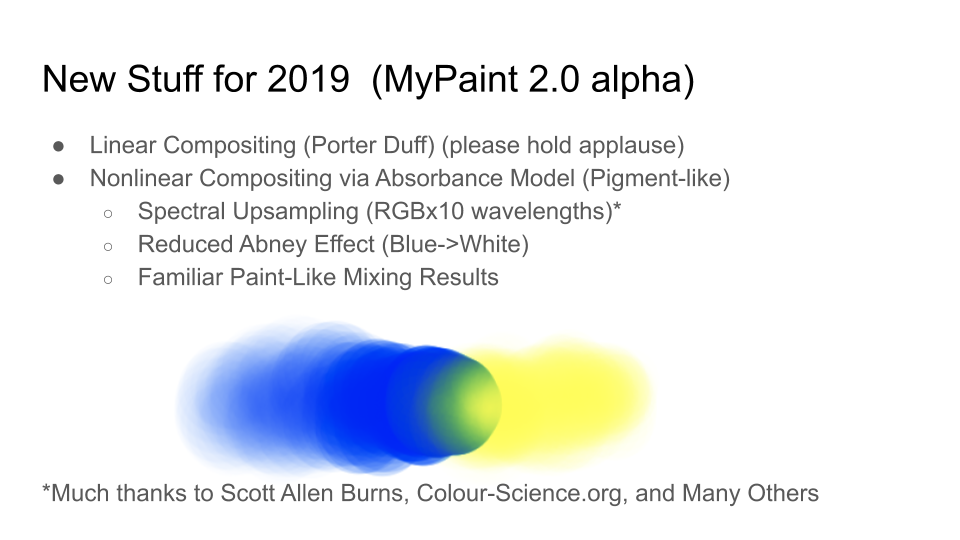 New Stuff for 2019  (MyPaint 2.0 alpha)
● Linear Compositing (Porter Duff) (please hold applause)
● Nonlinear Compositing via Absorbance Model (Pigment-like)
○ Spectral Upsampling (RGBx10 wavelengths)*
○ Reduced Abney Effect (Blue->White)
○ Familiar Paint-Like Mixing Results
*Much thanks to Scott Allen Burns, Colour-Science.org, and Many Others